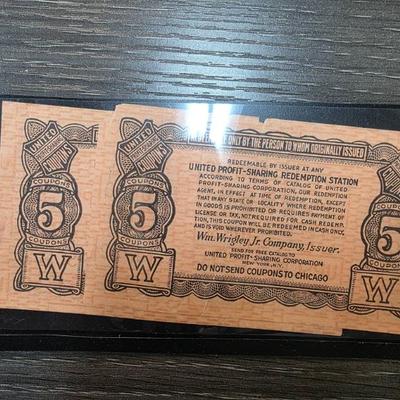 UNITED
COUPONS
COUPONS
5
COUPONS
W
UNITED
COUPONS
COUPONS
5
COUPONS
W
ONLY BY THE PERSON TO WHOM ORIGINALLY ISSUED
REDEEMABLE BY ISSUER AT ANY
UNITED PROFIT-SHARING REDEMPTION STATION
ACCORDING TO TERMS OF CATALOG OF UNITED
PROFIT-SHARING CORPORATION, OUR REDEMPTION
AGENT, IN EFFECT AT TIME OF REDEMPTION, EXCEPT
THAT IN ANY STATE OR LOCALITY WHERE REDEMPTION
IN GOODS IS PROHIBITED OR REQUIRES PAYMENT OF
LICENSE OR TAX, NOT REQUIRED FOR CASH REDEMP-
TION, THIS COUPON WILL BE REDEEMED IN CASH ONLY,
AND IS VOID WHEREVER PROHIBITED.
Wm. Wrigley Jr. Company, Issuer.
SEND FOR FREE CATALOG TO
UNITED PROFIT-SHARING CORPORATION
NEW YORK, N.Y.
DO NOT SEND COUPONS TO CHICAGO
COUPONS
5
COUPONS
W